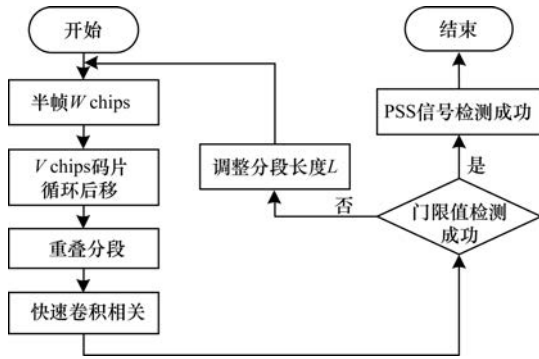 开始
半帧W chips
V chips码片
循环后移
重叠分段
快速卷积相关
调整分段长度L
否
门限值检测
成功
是
PSS信号检测成功
结束